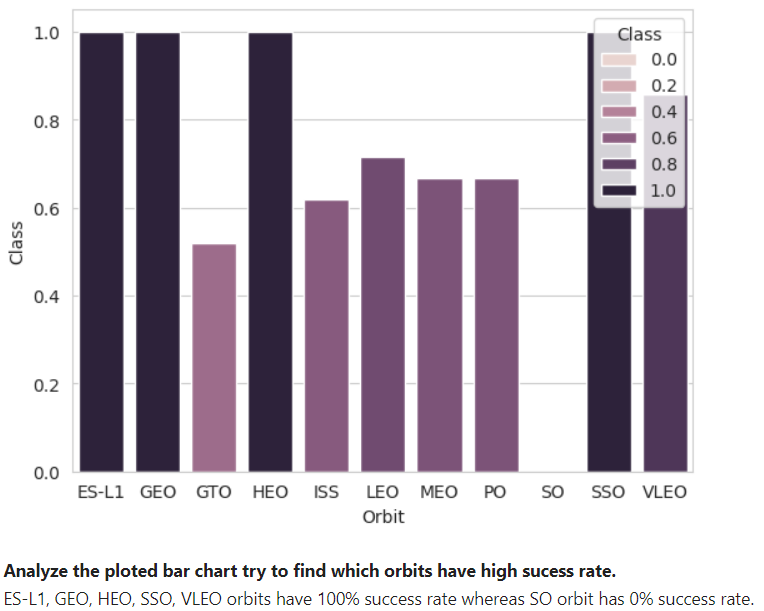 Class
0.0
0.2
0.4
0.6
0.8
1.0
1.0
0.8
0.6
0.4
0.2
0.0
Class
ES-L1 GEO GTO HEO ISS LEO MEO PO SO SSO VLEO
Orbit
Analyze the ploted bar chart try to find which orbits have high sucess rate.
ES-L1, GEO, HEO, SSO, VLEO orbits have 100% success rate whereas SO orbit has 0% success rate.